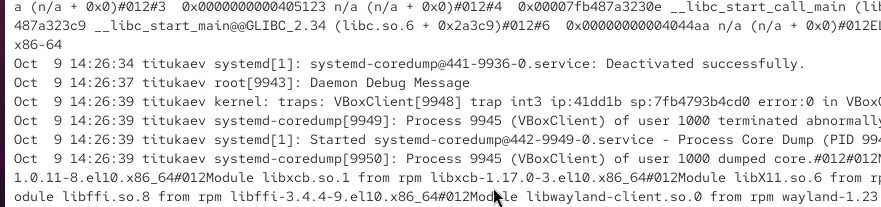 a (n/a + 0x0)#012#3  0x0000000000405123 n/a (n/a + 0x0)#012#4  0x00007fb487a3230e __libc_start_call_main (lib
487a323c9 __libc_start_main@@GLIBC_2.34 (libc.so.6 + 0x2a3c9)#012#6  0x00000000004044aa n/a (n/a + 0x0)#012EL
x86-64
Oct  9 14:26:34 titukaev systemd[1]: systemd-coredump@441-9936-0.service: Deactivated successfully.
Oct  9 14:26:37 titukaev root[9943]: Daemon Debug Message
Oct  9 14:26:39 titukaev kernel: traps: VBoxClient[9948] trap int3 ip:41dd1b sp:7fb4793b4cd0 error:0 in VBox
Oct  9 14:26:39 titukaev systemd-coredump[9949]: Process 9945 (VBoxClient) of user 1000 terminated abnormally
Oct  9 14:26:39 titukaev systemd[1]: Started systemd-coredump@442-9949-0.service - Process Core Dump (PID 994
Oct  9 14:26:39 titukaev systemd-coredump[9950]: Process 9945 (VBoxClient) of user 1000 dumped core.#012#012M
1.0.11-8.el10.x86_64#012Module libxcb.so.1 from rpm libxcb-1.17.0-3.el10.x86_64#012Module libX11.so.6 from rp
odule libffi.so.8 from rpm libffi-3.4.4-9.el10.x86_64#012Module libwayland-client.so.0 from rpm wayland-1.23